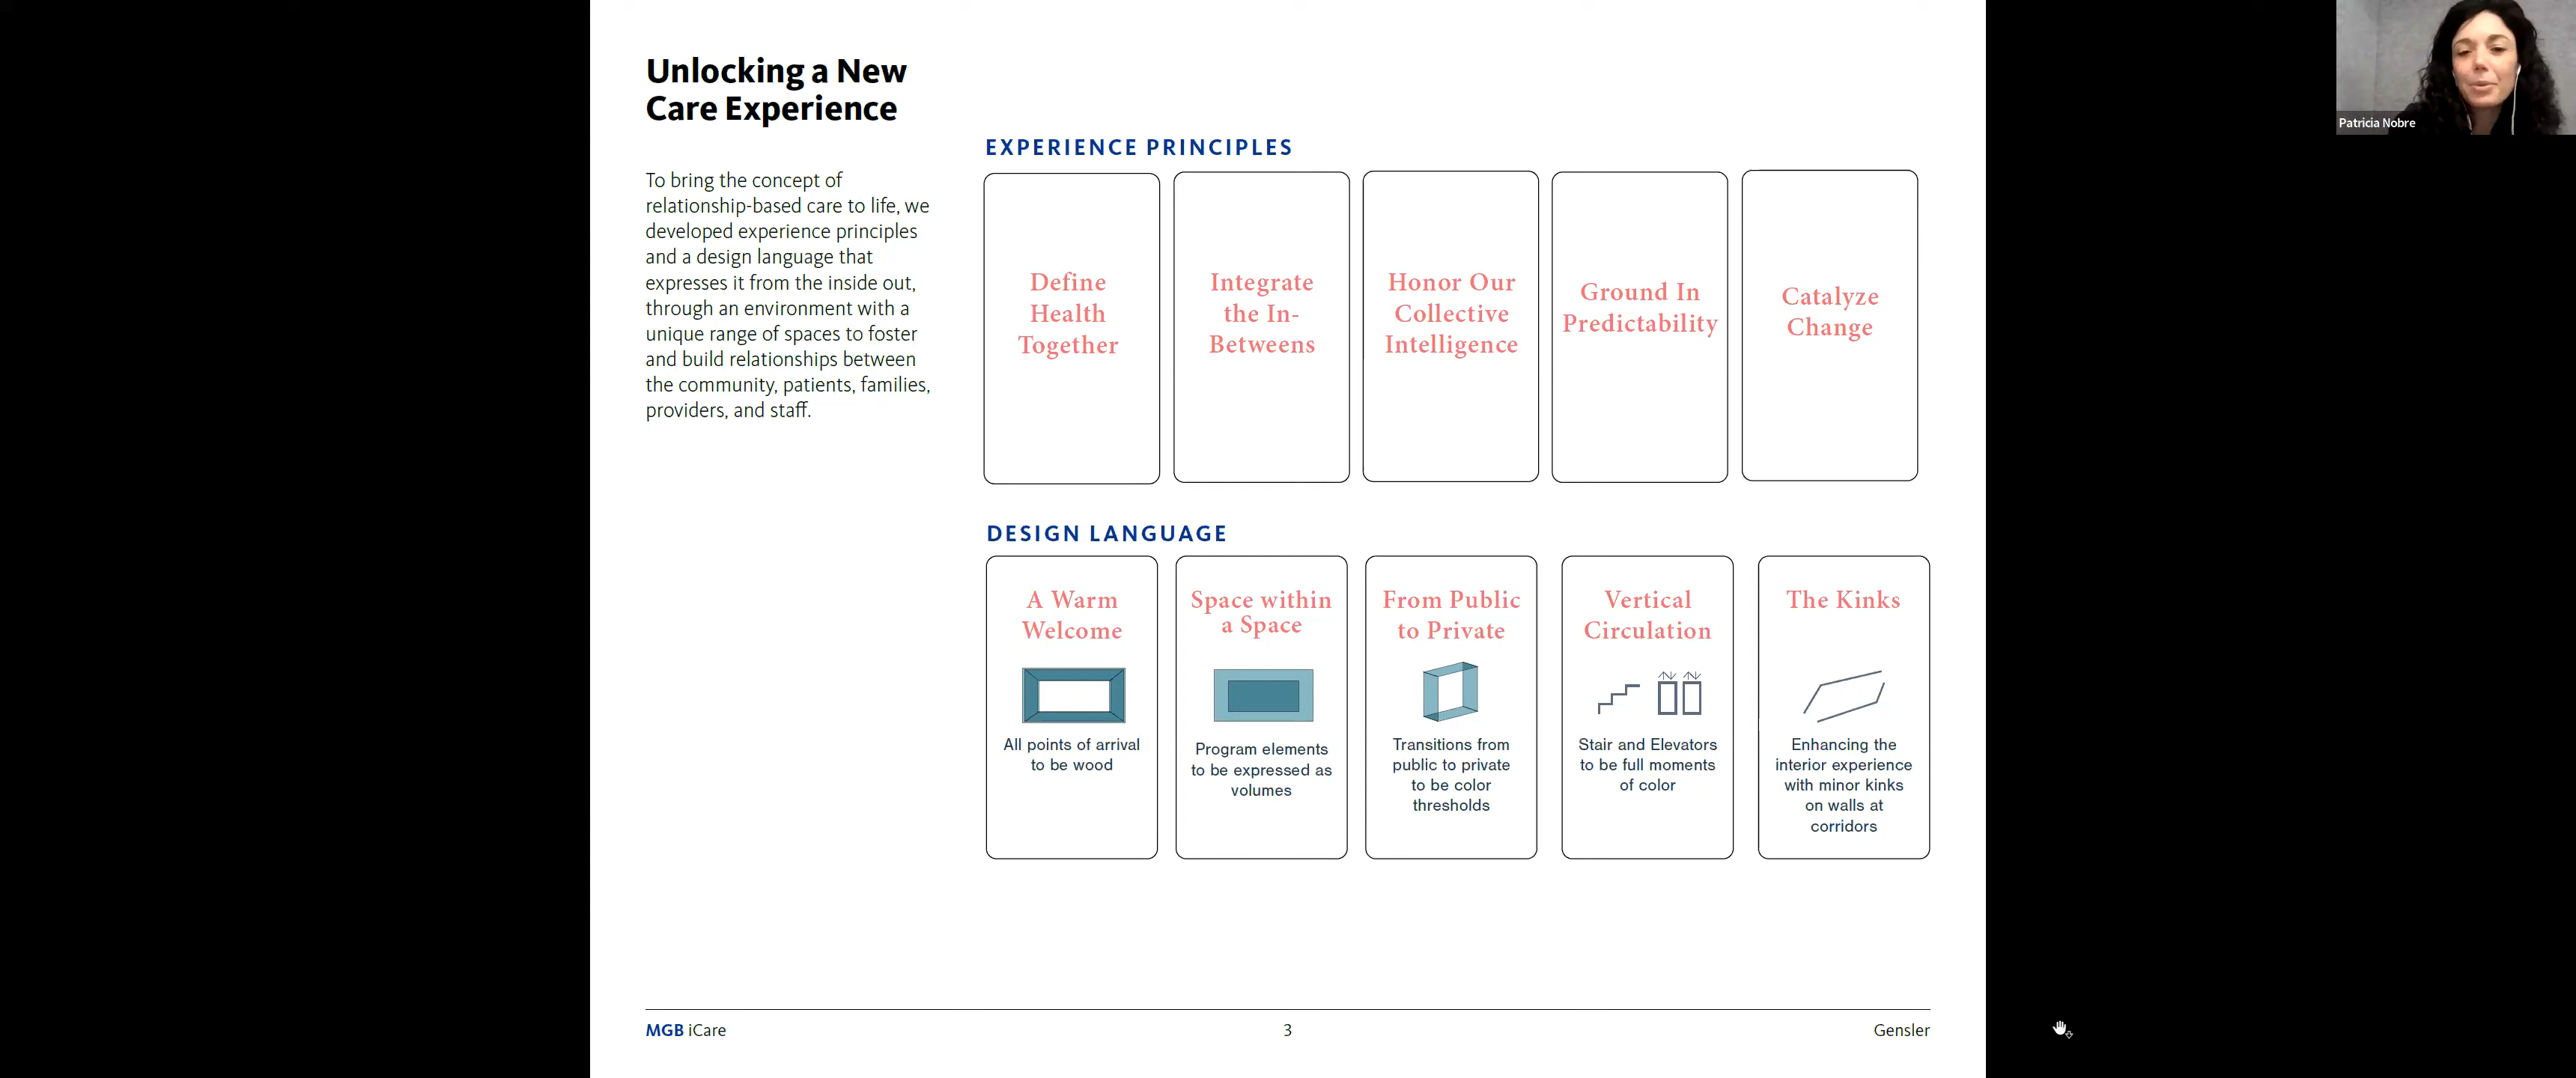 Unlocking a New
Care Experience
To bring the concept of
relationship-based care to life, we
developed experience principles
and a design language that
expresses it from the inside out,
through an environment with a
unique range of spaces to foster
and build relationships between
the community, patients, families,
providers, and staff.
EXPERIENCE PRINCIPLES
Define
Health
Together
Integrate
the In-
Betweens
Honor Our
Collective
Intelligence
Ground In
Predictability
Catalyze
Change
DESIGN LANGUAGE
A Warm
Welcome
All points of arrival
to be wood
Space within
a Space
Program elements
to be expressed as
volumes
From Public
to Private
Transitions from
public to private
to be color
thresholds
Vertical
Circulation
Stair and Elevators
to be full moments
of color
The Kinks
Enhancing the
interior experience
with minor kinks
on walls at
corridors
MGB iCare
3
Gensler
Patricia Nobre